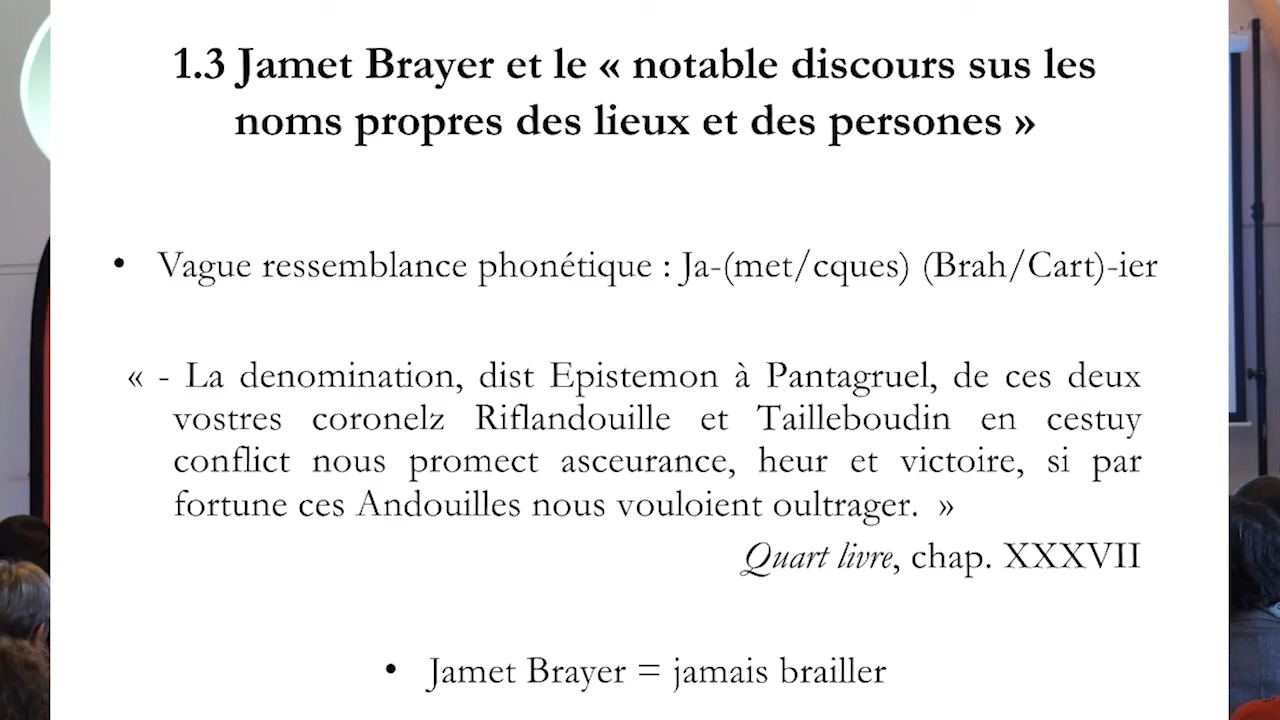 1.3 Jamet Brayer et le « notable discours sus les
noms propres des lieux et des persones »
• Vague ressemblance phonétique : Ja-(met/cques) (Brah/Cart)-ier
« - La denomination, dist Epistemon à Pantagruel, de ces deux
vostres coronelz Riflandouille et Tailleboudin en cestuy
conflict nous promect asceurance, heur et victoire, si par
fortune ces Andouilles nous vouloient oultrager. »
Quart livre, chap. XXXVII
• Jamet Brayer = jamais brailler